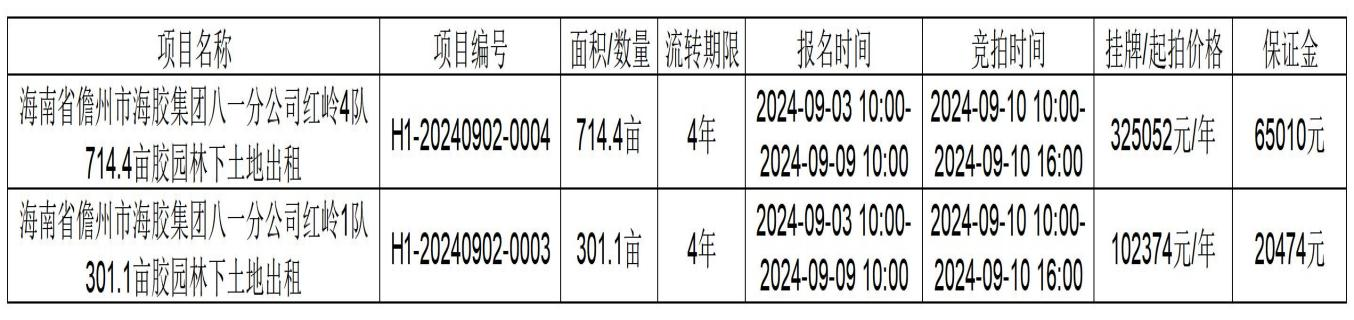 项目名称 项目编号 面积/数量 流转期限 报名时间 竞拍时间 挂牌/起拍价格 保证金
海南省儋州市海胶集团八一分公司红岭4队
714.4亩胶园林下土地出租
H1-20240902-0004
714.4亩
4年
2024-09-03 10:00-
2024-09-09 10:00
2024-09-10 10:00-
2024-09-10 16:00
325052元/年
65010元
海南省儋州市海胶集团八一分公司红岭1队
301.1亩胶园林下土地出租
H1-20240902-0003
301.1亩
4年
2024-09-03 10:00-
2024-09-09 10:00
2024-09-10 10:00-
2024-09-10 16:00
102374元/年
20474元